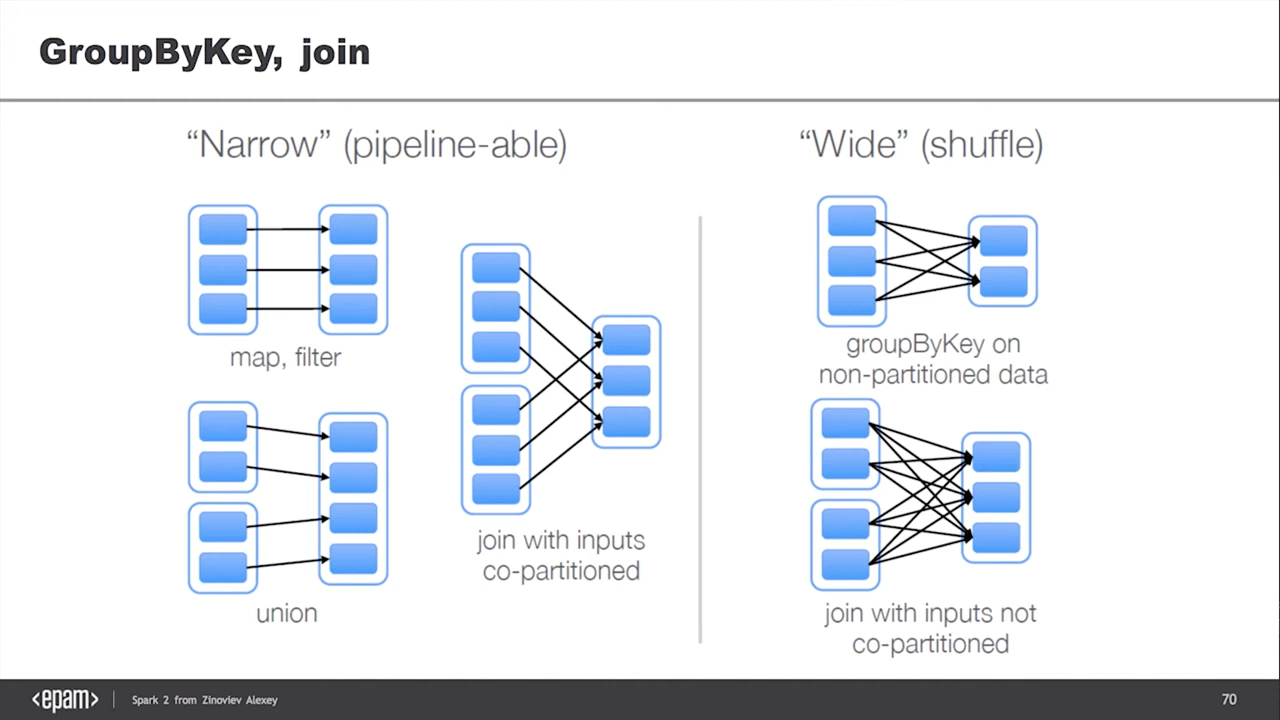 GroupByKey, join
“Narrow” (pipeline-able)
“Wide” (shuffle)
map, filter
union
join with inputs
co-partitioned
groupByKey on
non-partitioned data
join with inputs not
co-partitioned
<epam>
Spark 2 from Zinoviev Alexey
70